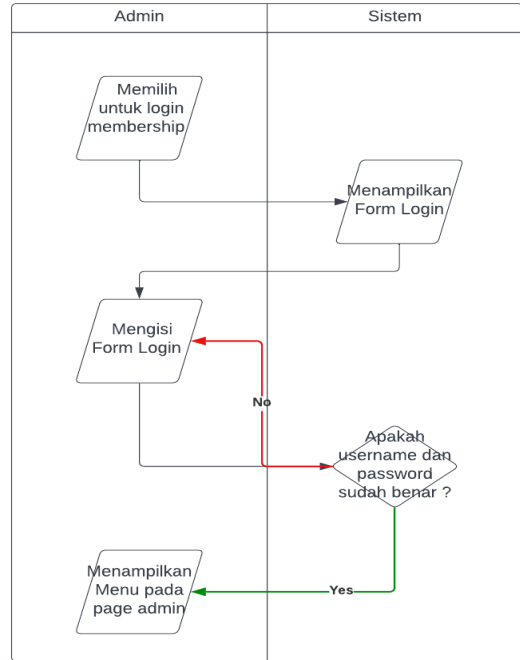 Admin
Sistem
Memilih
untuk login
membership
Menampilkan
Form Login
Mengisi
Form Login
No
Apakah
username dan
password
sudah benar ?
Menampilkan
Menu pada
page admin
Yes